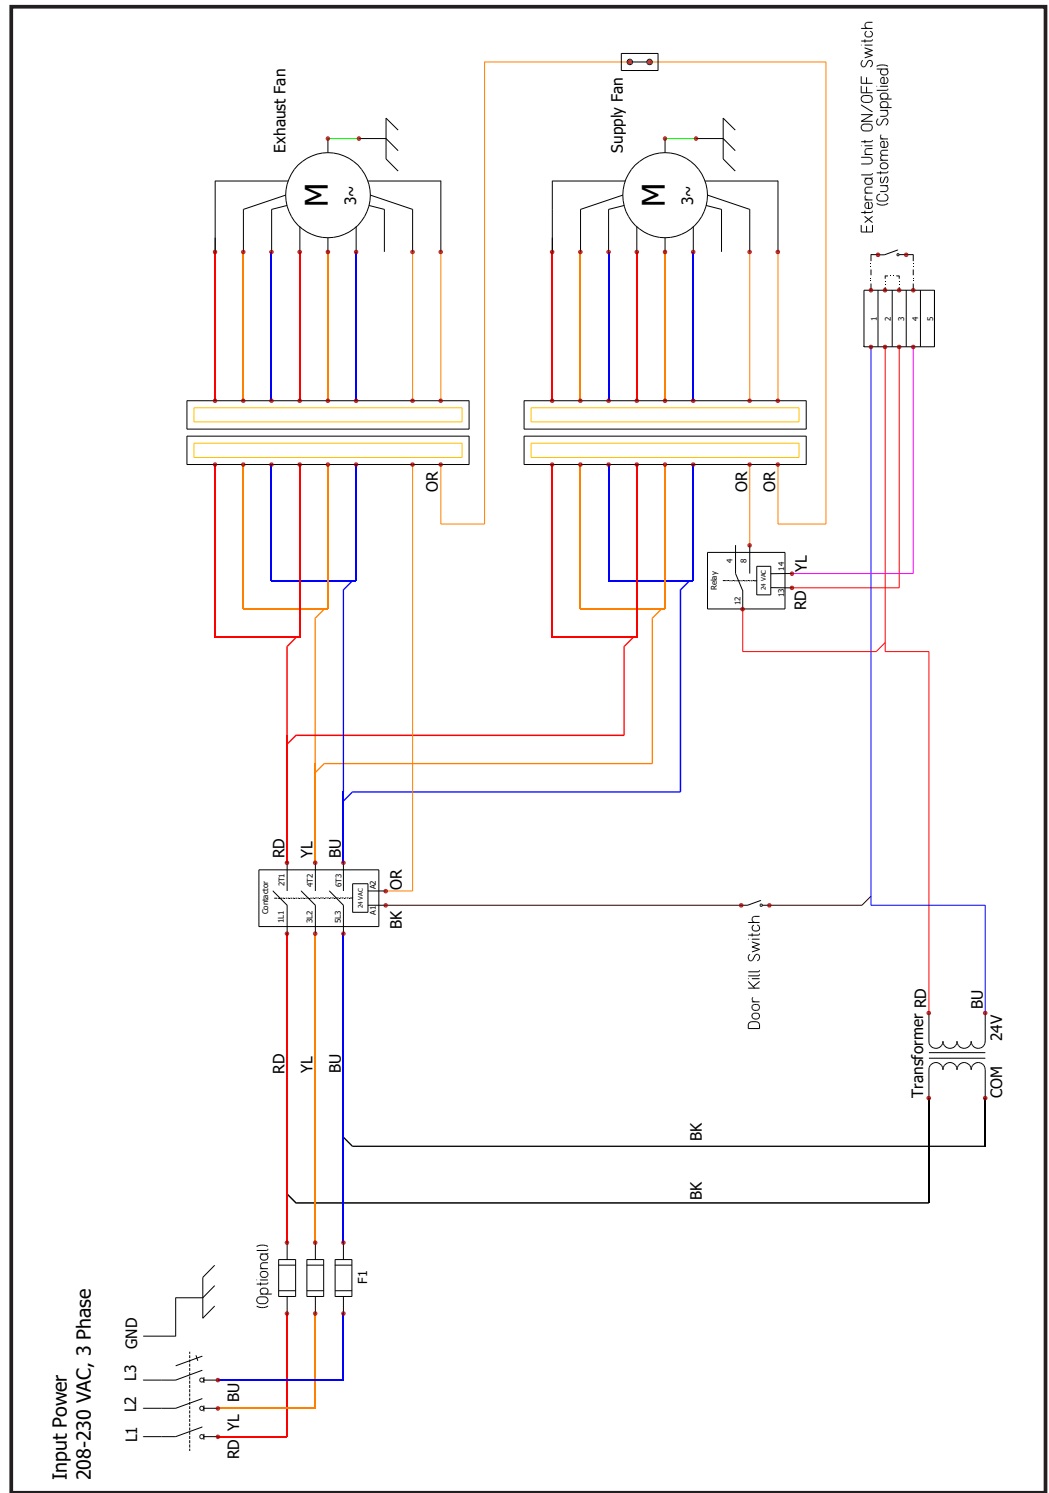 Input Power
208-230 VAC, 3 Phase
L1
L2
L3
GND
RD
YL
BU
(Optional)
F1
BK
BK
RD
YL
BU
Transformer
RD
BU
COM
24V
Contactor
1L1
2T1
3L2
4T2
5L3
6T3
24 VAC
A1
A2
BK
OR
RD
YL
BU
Door Kill Switch
Relay
12
4
8
24 VAC
13
14
RD
YL
OR
OR
OR
Exhaust Fan
M
3~
Supply Fan
M
3~
1
2
3
4
5
External Unit ON/OFF Switch
(Customer Supplied)